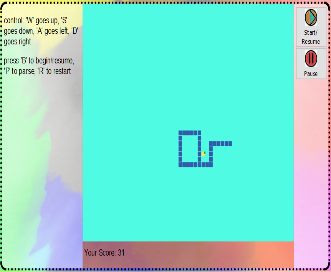 control 'W' goes up, 'S'
goes down, 'A' goes left, 'D'
goes right
press 'B' to begin/resume,
'P' to parse, 'R' to restart
Start/
Resume
Pause
Your Score: 31